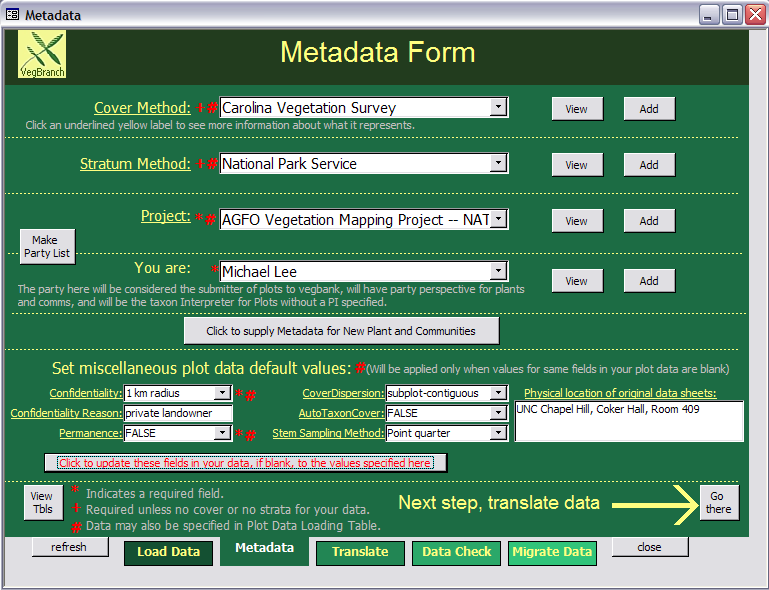 Metadata
VegBranch
Metadata Form
Cover Method: ! # Carolina Vegetation Survey View Add
Click an underlined yellow label to see more information about what it represents.
Stratum Method: ! # National Park Service View Add
Project: * # AGFO Vegetation Mapping Project -- NAT View Add
Make
Party List
You are: * Michael Lee View Add
The party here will be considered the submitter of plots to vegbank, will have party perspective for plants
and comms, and will be the taxon Interpreter for Plots without a PI specified.
Click to supply Metadata for New Plant and Communities
Set miscellaneous plot data default values: # (Will be applied only when values for same fields in your plot data are blank)
Confidentiality: 1 km radius * # CoverDispersion: subplot-contiguous Physical location of original data sheets:
Confidentiality Reason: private landowner AutoTaxonCover: FALSE UNC Chapel Hill, Coker Hall, Room 409
Permanence: FALSE * # Stem Sampling Method: Point quarter
Click to update these fields in your data, if blank, to the values specified here
View
Tbls
* Indicates a required field.
! Required unless no cover or no strata for your data.
# Data may also be specified in Plot Data Loading Table.
Next step, translate data
Go
there
refresh Load Data Metadata Translate Data Check Migrate Data close